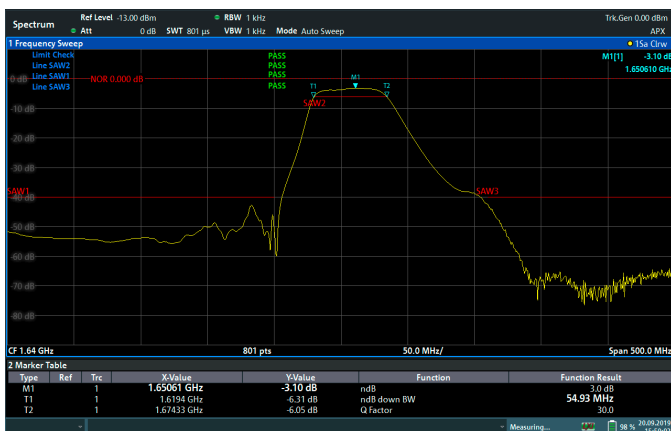 Spectrum Ref Level -13.00 dBm RBW 1 kHz Trk.Gen 0.00 dBm
Att 0 dB SWT 801 µs VBW 1 kHz Mode Auto Sweep APX
1 Frequency Sweep 1Sa Clrw
Limit Check PASS M1[1] -3.10 dB
Line SAW2 PASS 1.650610 GHz
Line SAW1 PASS
Line SAW3 PASS
0 dB NOR 0.000 dB
M1
T1 T2
SAW2
-10 dB
-20 dB
-30 dB
SAW1 SAW3
-40 dB
-50 dB
-60 dB
-70 dB
-80 dB
CF 1.64 GHz 801 pts 50.0 MHz/ Span 500.0 MHz
2 Marker Table
Type Ref Trc X-Value Y-Value Function Function Result
M1 1 1.65061 GHz -3.10 dB ndB 3.0 dB
T1 1 1.6194 GHz -6.31 dB ndB down BW 54.93 MHz
T2 1 1.67433 GHz -6.05 dB Q Factor 30.0
Measuring... 98 % 20.09.2019